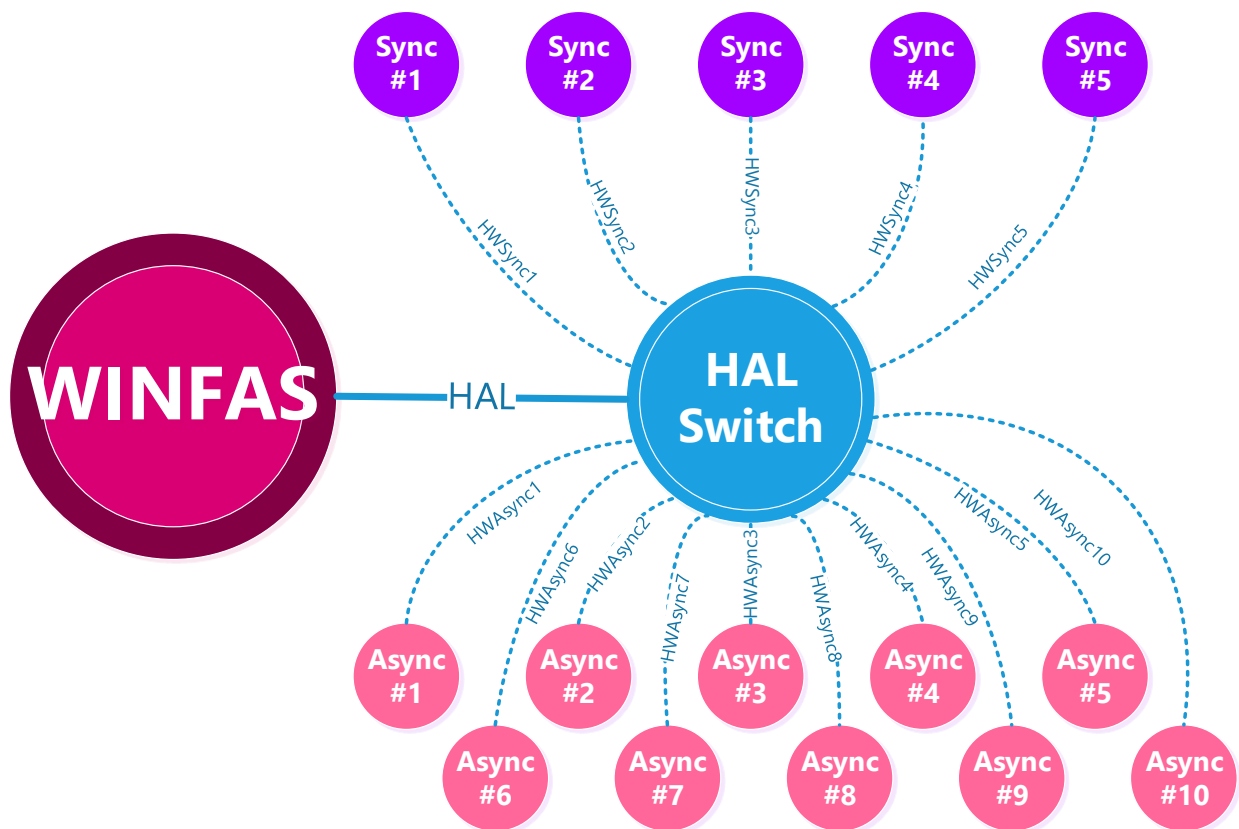 Sync
#1
Sync
#2
Sync
#3
Sync
#4
Sync
#5
HWSync1
HWSync2
HWSync3
HWSync4
HWSync5
WINFAS
HAL
HAL
Switch
HWAsync1
HWAsync6
HWAsync2
HWAsync7
HWAsync3
HWAsync8
HWAsync4
HWAsync9
HWAsync5
HWAsync10
Async
#1
Async
#2
Async
#3
Async
#4
Async
#5
Async
#6
Async
#7
Async
#8
Async
#9
Async
#10